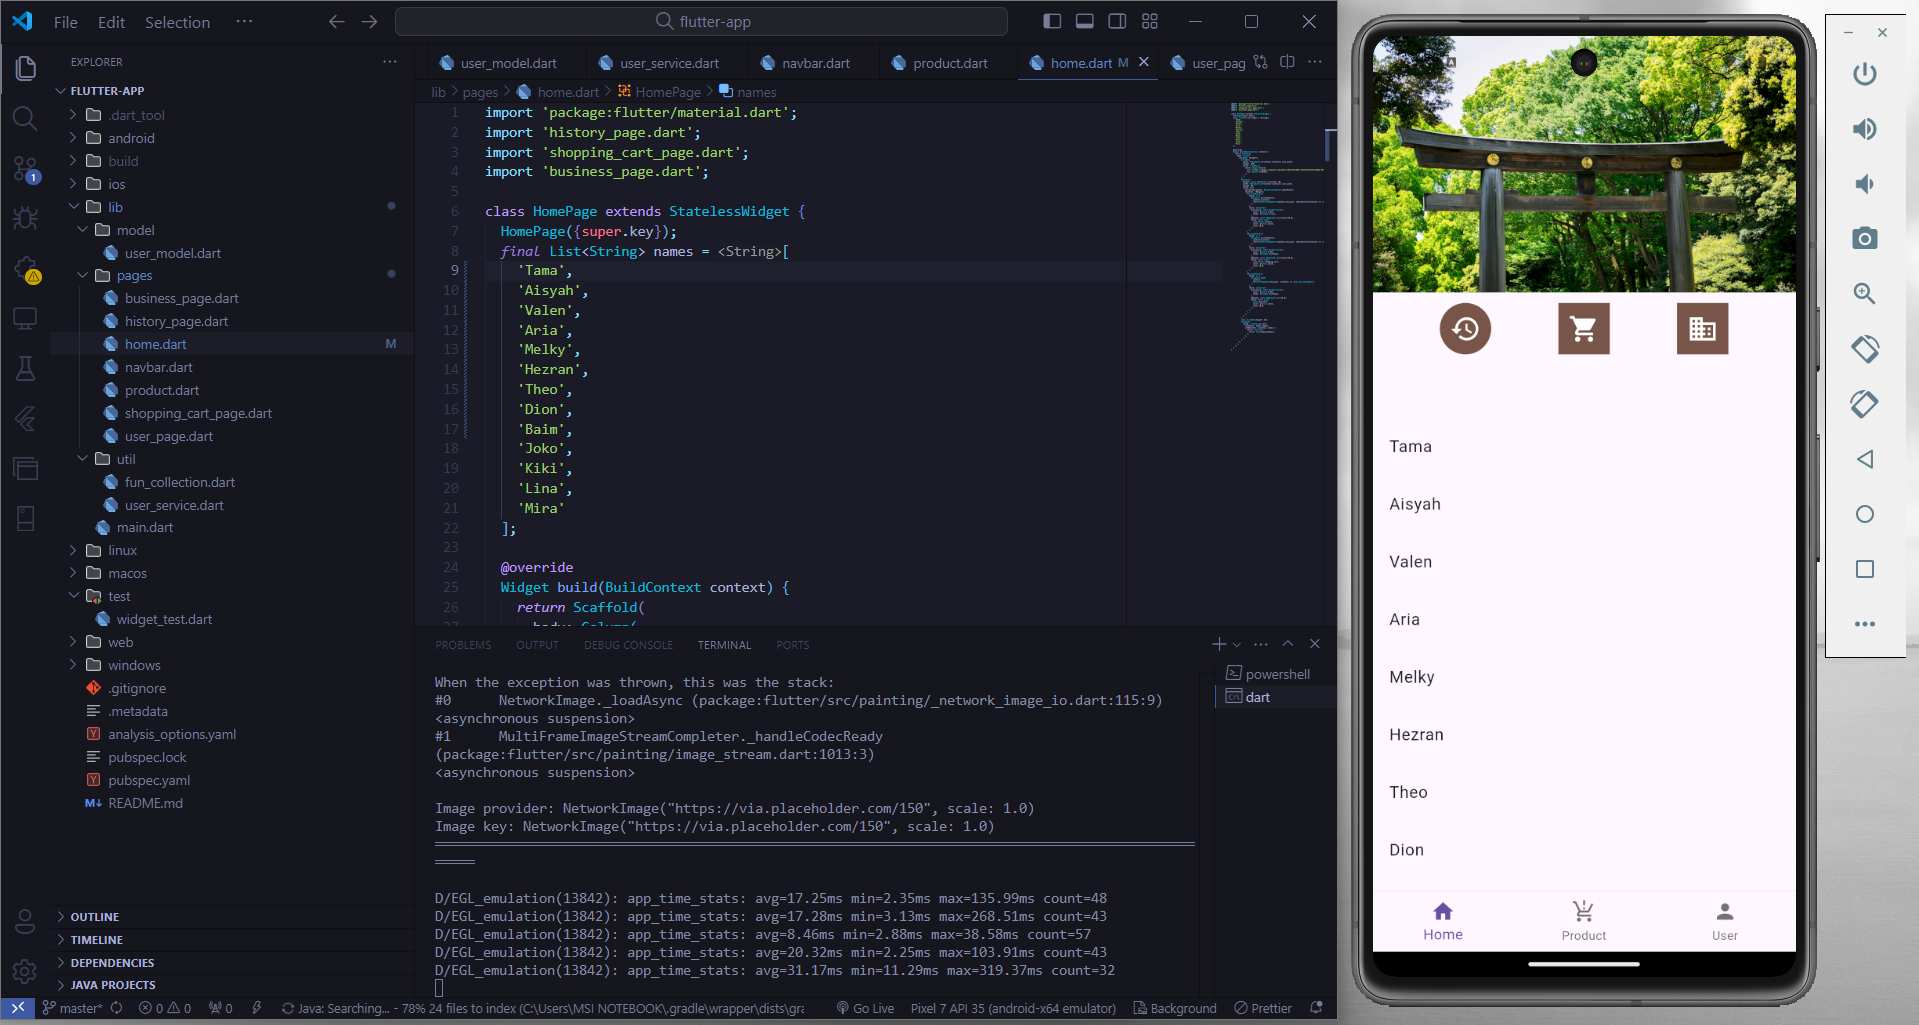 File Edit Selection ··· flutter-app
EXPLORER ···
FLUTTER-APP
.dart_tool
android
build
ios
lib
model
user_model.dart
pages
business_page.dart
history_page.dart
home.dart M
navbar.dart
product.dart
shopping_cart_page.dart
user_page.dart
util
fun_collection.dart
user_service.dart
main.dart
linux
macos
test
widget_test.dart
web
windows
.gitignore
.metadata
analysis_options.yaml
pubspec.lock
pubspec.yaml
README.md
OUTLINE
TIMELINE
DEPENDENCIES
JAVA PROJECTS
user_model.dart user_service.dart navbar.dart product.dart home.dart M user_pag
lib > pages > home.dart > HomePage > names
1 import 'package:flutter/material.dart';
2 import 'history_page.dart';
3 import 'shopping_cart_page.dart';
4 import 'business_page.dart';
5
6 class HomePage extends StatelessWidget {
7 HomePage({super.key});
8 final List<String> names = <String>[
9 'Tama',
10 'Aisyah',
11 'Valen',
12 'Aria',
13 'Melky',
14 'Hezran',
15 'Theo',
16 'Dion',
17 'Baim',
18 'Joko',
19 'Kiki',
20 'Lina',
21 'Mira'
22 ];
23
24 @override
25 Widget build(BuildContext context) {
26 return Scaffold(
PROBLEMS OUTPUT DEBUG CONSOLE TERMINAL PORTS
powershell
dart
When the exception was thrown, this was the stack:
#0 NetworkImage._loadAsync (package:flutter/src/painting/_network_image_io.dart:115:9)
<asynchronous suspension>
#1 MultiFrameImageStreamCompleter._handleCodecReady
(package:flutter/src/painting/image_stream.dart:1013:3)
<asynchronous suspension>
Image provider: NetworkImage("https://via.placeholder.com/150", scale: 1.0)
Image key: NetworkImage("https://via.placeholder.com/150", scale: 1.0)
D/EGL_emulation(13842): app_time_stats: avg=17.25ms min=2.35ms max=135.99ms count=48
D/EGL_emulation(13842): app_time_stats: avg=17.28ms min=3.13ms max=268.51ms count=43
D/EGL_emulation(13842): app_time_stats: avg=8.46ms min=2.88ms max=38.58ms count=57
D/EGL_emulation(13842): app_time_stats: avg=20.32ms min=2.25ms max=103.91ms count=43
D/EGL_emulation(13842): app_time_stats: avg=31.17ms min=11.29ms max=319.37ms count=32
master* 0 0 0 Java: Searching... - 78% 24 files to index (C:\Users\MSI NOTEBOOK\.gradle\wrapper\dists\gra Go Live Pixel 7 API 35 (android-x64 emulator) Background Prettier
Tama
Aisyah
Valen
Aria
Melky
Hezran
Theo
Dion
Home Product User